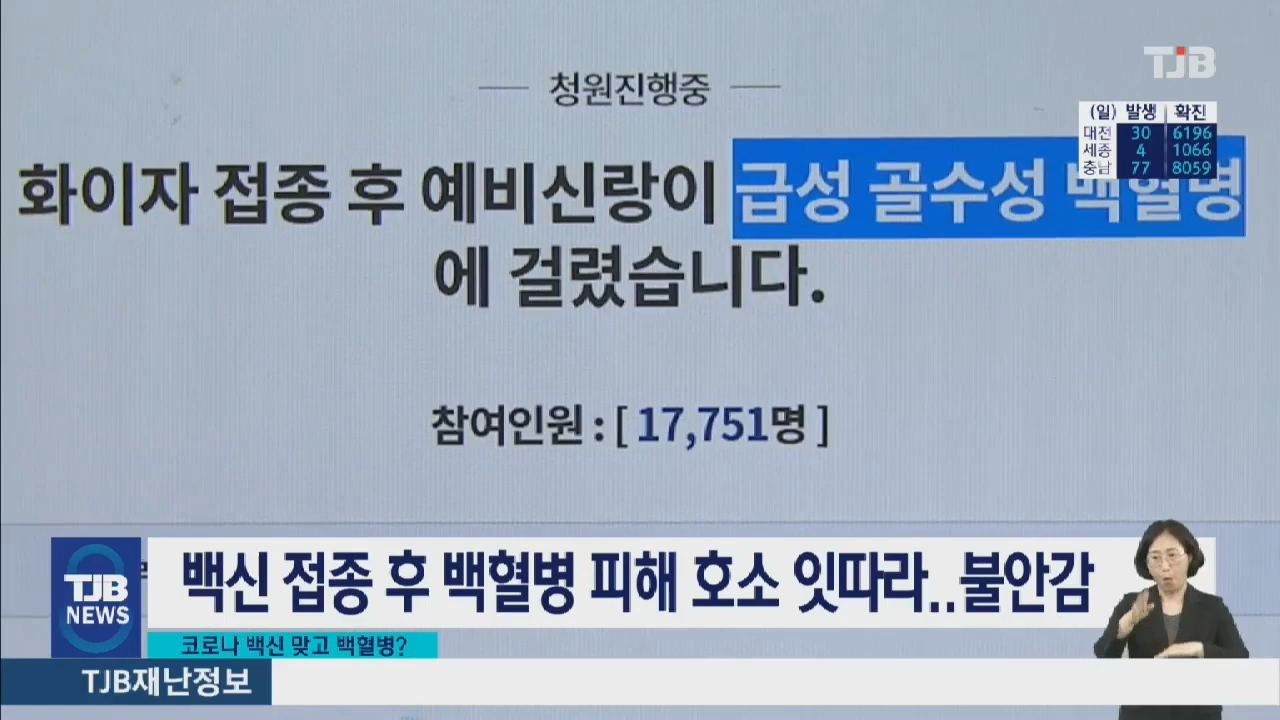 TJB
(일) 발생 확진
대전 30 6196
세종 4 1066
충남 77 8059
청원진행중
화이자 접종 후 예비신랑이 급성 골수성 백혈병
에 걸렸습니다.
참여인원 : [ 17,751명 ]
TJB
NEWS
백신 접종 후 백혈병 피해 호소 잇따라..불안감
코로나 백신 맞고 백혈병?
TJB재난정보